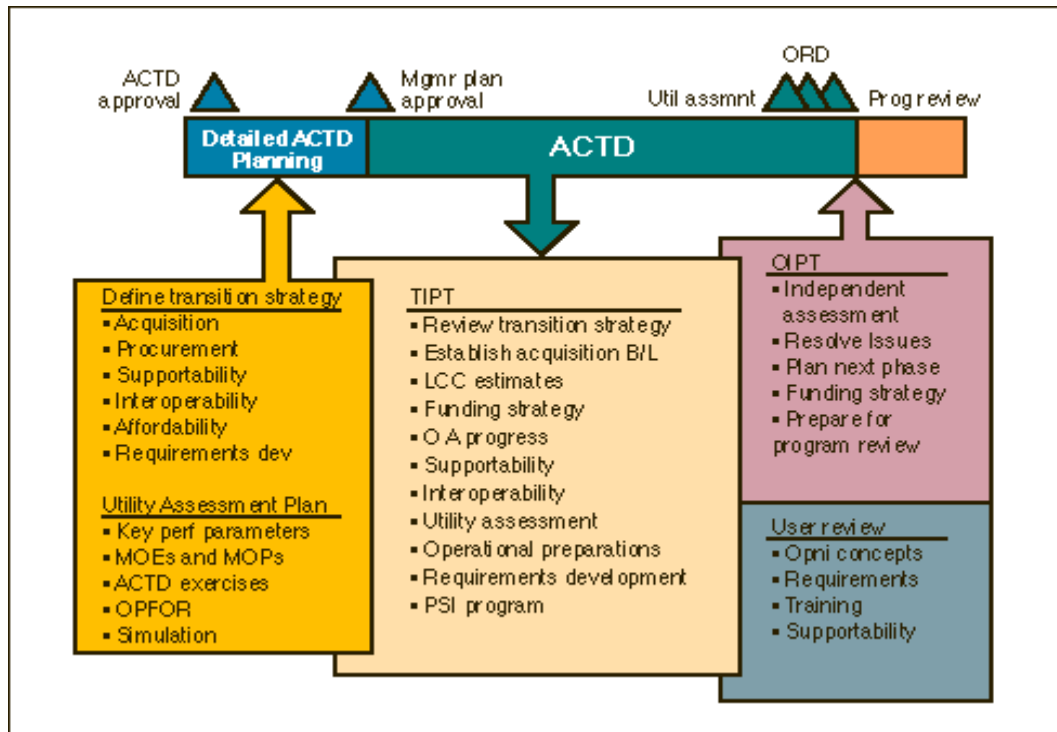 ORD
ACTD
approval
Mgmr plan
approval
Util assmnt
Prog review
Detailed ACTD
Planning
ACTD
Define transition strategy
▪ Acquisition
▪ Procurement
▪ Supportability
▪ Interoperability
▪ Affordability
▪ Requirements dev
Utility Assessment Plan
▪ Key perf parameters
▪ MOEs and MOPs
▪ ACTD exercises
▪ OPFOR
▪ Simulation
TIPT
▪ Review transition strategy
▪ Establish acquisition B/L
▪ LCC estimates
▪ Funding strategy
▪ O A progress
▪ Supportability
▪ Interoperability
▪ Utility assessment
▪ Operational preparations
▪ Requirements development
▪ PSI program
OIPT
▪ Independent
assessment
▪ Resolve Issues
▪ Plan next phase
▪ Funding strategy
▪ Prepare for
program review
User review
▪ Opni concepts
▪ Requirements
▪ Training
▪ Supportability